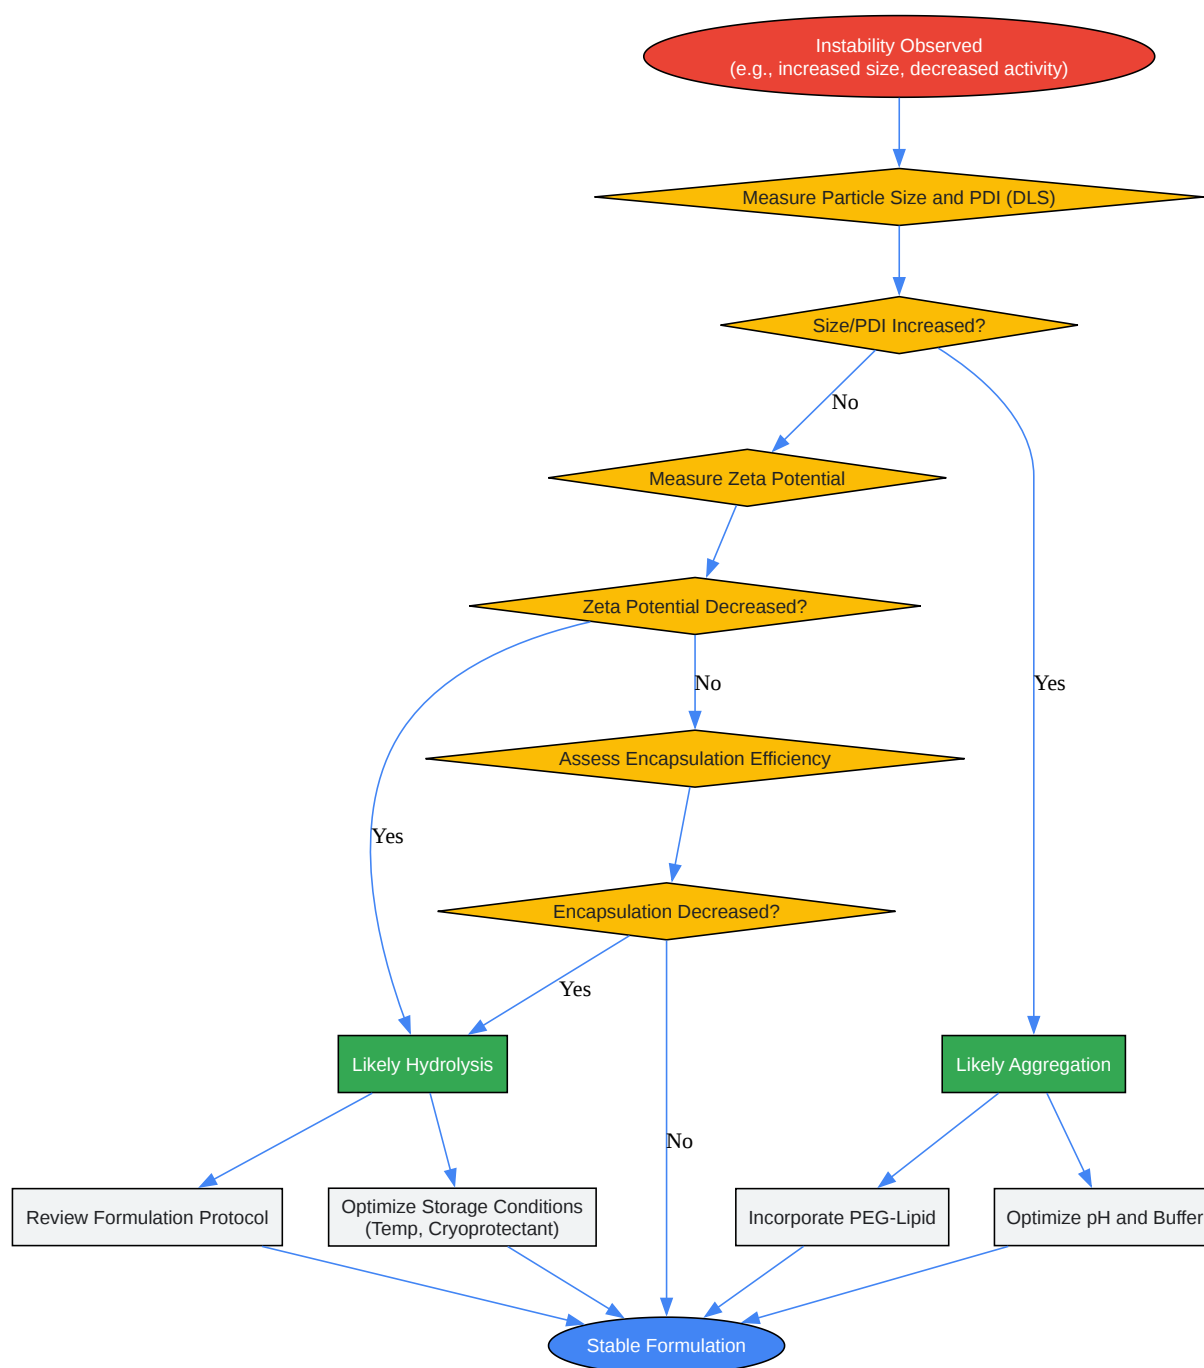 Instability Observed
(e.g., increased size, decreased activity)
Measure Particle Size and PDI (DLS)
Size/PDI Increased?
No
Measure Zeta Potential
Zeta Potential Decreased?
No
Yes
Assess Encapsulation Efficiency
Yes
Encapsulation Decreased?
Yes
Likely Hydrolysis
Likely Aggregation
No
Review Formulation Protocol
Optimize Storage Conditions
(Temp, Cryoprotectant)
Incorporate PEG-Lipid
Optimize pH and Buffer
Stable Formulation